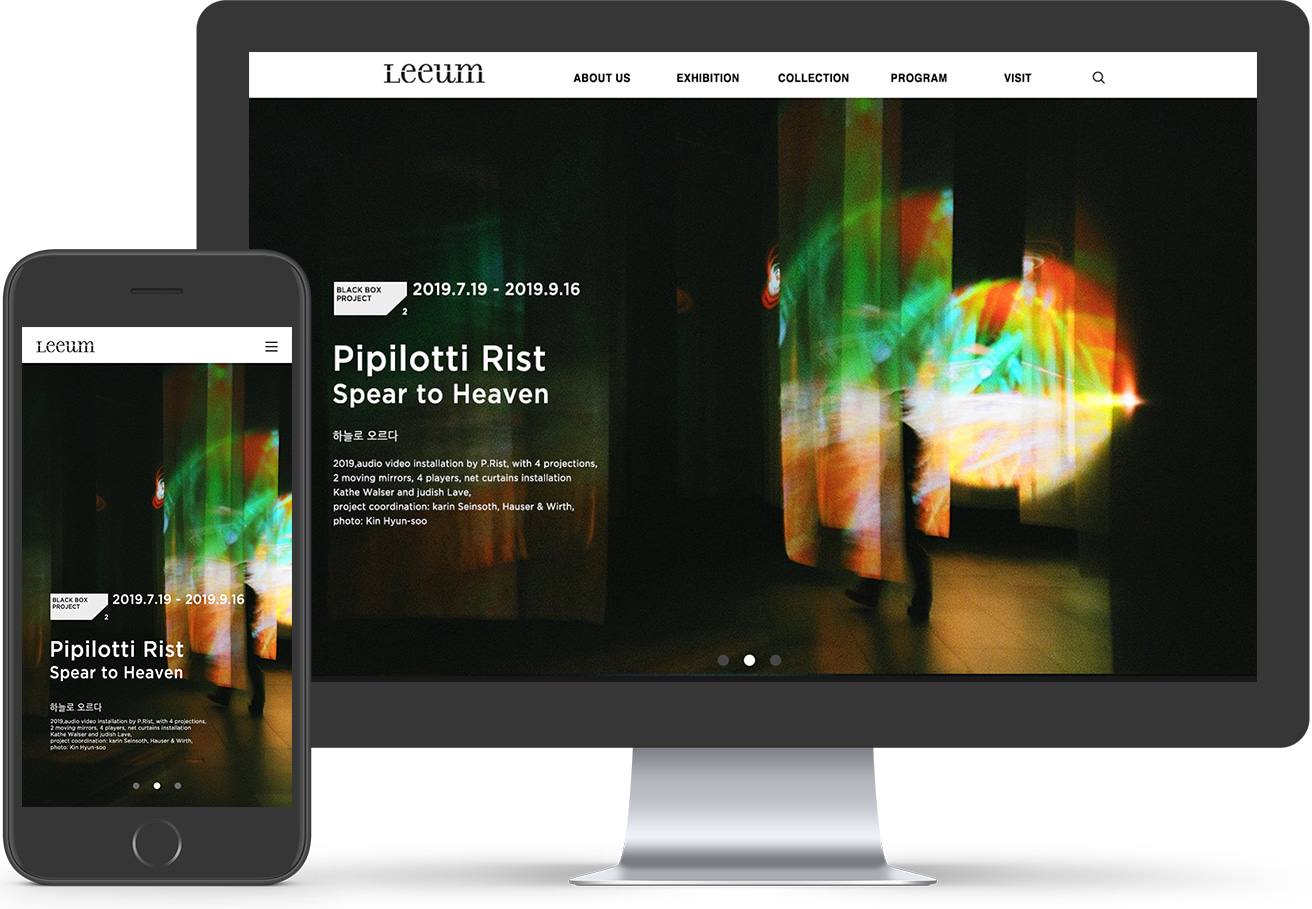 Leeum
ABOUT US EXHIBITION COLLECTION PROGRAM VISIT
BLACK BOX
PROJECT
2
2019.7.19 - 2019.9.16
Pipilotti Rist
Spear to Heaven
하늘로 오르다
2019,audio video installation by P.Rist, with 4 projections,
2 moving mirrors, 4 players, net curtains installation
Kathe Walser and judish Lave,
project coordination: karin Seinsoth, Hauser & Wirth,
photo: Kin Hyun-soo
Leeum
BLACK BOX
PROJECT
2
2019.7.19 - 2019.9.16
Pipilotti Rist
Spear to Heaven
하늘로 오르다
2019,audio video installation by P.Rist, with 4 projections,
2 moving mirrors, 4 players, net curtains installation
Kathe Walser and judish Lave,
project coordination: karin Seinsoth, Hauser & Wirth,
photo: Kin Hyun-soo